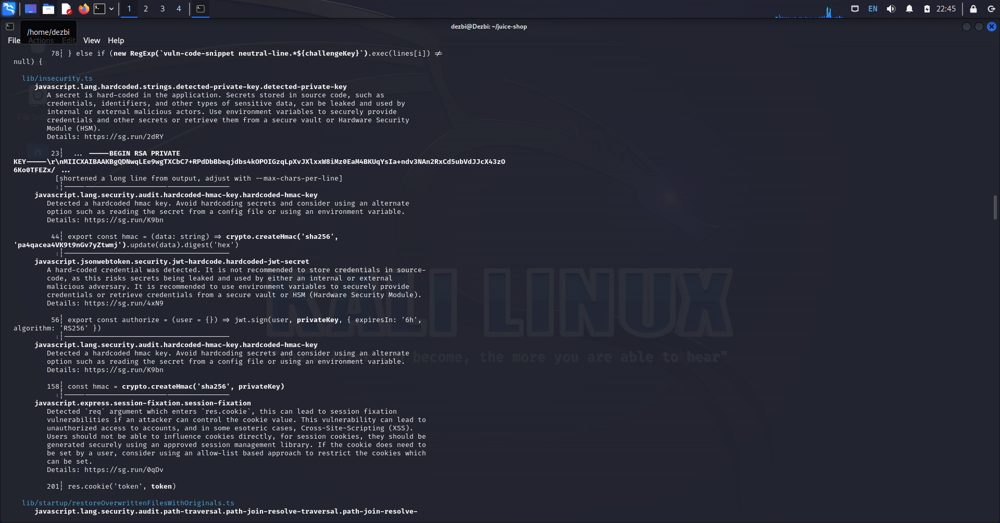 1 2 3 4
EN
22:45
dezbi@Dezbi: ~/juice-shop
/home/dezbi
File Actions Edit View Help
78¦ } else if (new RegExp(`vuln-code-snippet neutral-line.*${challengeKey}`).exec(lines[i]) ≠
null) {
lib/insecurity.ts
javascript.lang.hardcoded.strings.detected-private-key.detected-private-key
A secret is hard-coded in the application. Secrets stored in source code, such as
credentials, identifiers, and other types of sensitive data, can be leaked and used by
internal or external malicious actors. Use environment variables to securely provide
File System
credentials and other secrets or retrieve them from a secure vault or Hardware Security
Module (HSM).
Details: https://sg.run/2dRY
23¦ ... -----BEGIN RSA PRIVATE
KEY-----\r\nMIICXAIBAAKBgQDNwqLEe9wgTXCbC7+RPdDbBbeqjdbs4kOPOIGzqLpXvJXlxxW8iMz0EaM4BKUqYsIa+ndv3NAn2RxCd5ubVdJJcX43zO
6Ko0TFEZx/ ...
[shortened a long line from output, adjust with --max-chars-per-line]
javascript.lang.security.audit.hardcoded-hmac-key.hardcoded-hmac-key
Detected a hardcoded hmac key. Avoid hardcoding secrets and consider using an alternate
option such as reading the secret from a config file or using an environment variable.
Details: https://sg.run/K9bn
44¦ export const hmac = (data: string) ⇒ crypto.createHmac('sha256',
'pa4qacea4VK9t9nGv7yZtwmj').update(data).digest('hex')
javascript.jsonwebtoken.security.jwt-hardcode.hardcoded-jwt-secret
A hard-coded credential was detected. It is not recommended to store credentials in source-
code, as this risks secrets being leaked and used by either an internal or external
malicious adversary. It is recommended to use environment variables to securely provide
credentials or retrieve credentials from a secure vault or HSM (Hardware Security Module).
Details: https://sg.run/4xN9
KALI LINUX
56¦ export const authorize = (user = {}) ⇒ jwt.sign(user, privateKey, { expiresIn: '6h',
algorithm: 'RS256' })
javascript.lang.security.audit.hardcoded-hmac-key.hardcoded-hmac-key
Detected a hardcoded hmac key. Avoid hardcoding secrets and consider using an alternate
become, the more you are able to hear"
option such as reading the secret from a config file or using an environment variable.
Details: https://sg.run/K9bn
158¦ const hmac = crypto.createHmac('sha256', privateKey)
javascript.express.session-fixation.session-fixation
Detected `req` argument which enters `res.cookie`, this can lead to session fixation
vulnerabilities if an attacker can control the cookie value. This vulnerability can lead to
unauthorized access to accounts, and in some esoteric cases, Cross-Site-Scripting (XSS).
Users should not be able to influence cookies directly, for session cookies, they should be
generated securely using an approved session management library. If the cookie does need to
be set by a user, consider using an allow-list based approach to restrict the cookies which
can be set.
Details: https://sg.run/0qDv
201¦ res.cookie('token', token)
lib/startup/restoreOverwrittenFilesWithOriginals.ts
javascript.lang.security.audit.path-traversal.path-join-resolve-traversal.path-join-resolve-